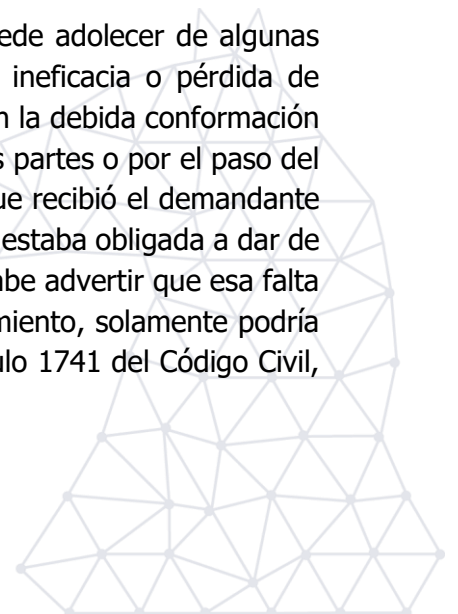 ede adolecer de algunas
ineficacia o pérdida de
la debida conformación
s partes o por el paso del
ue recibió el demandante
estaba obligada a dar de
abe advertir que esa falta
miento, solamente podría
ulo 1741 del Código Civil,